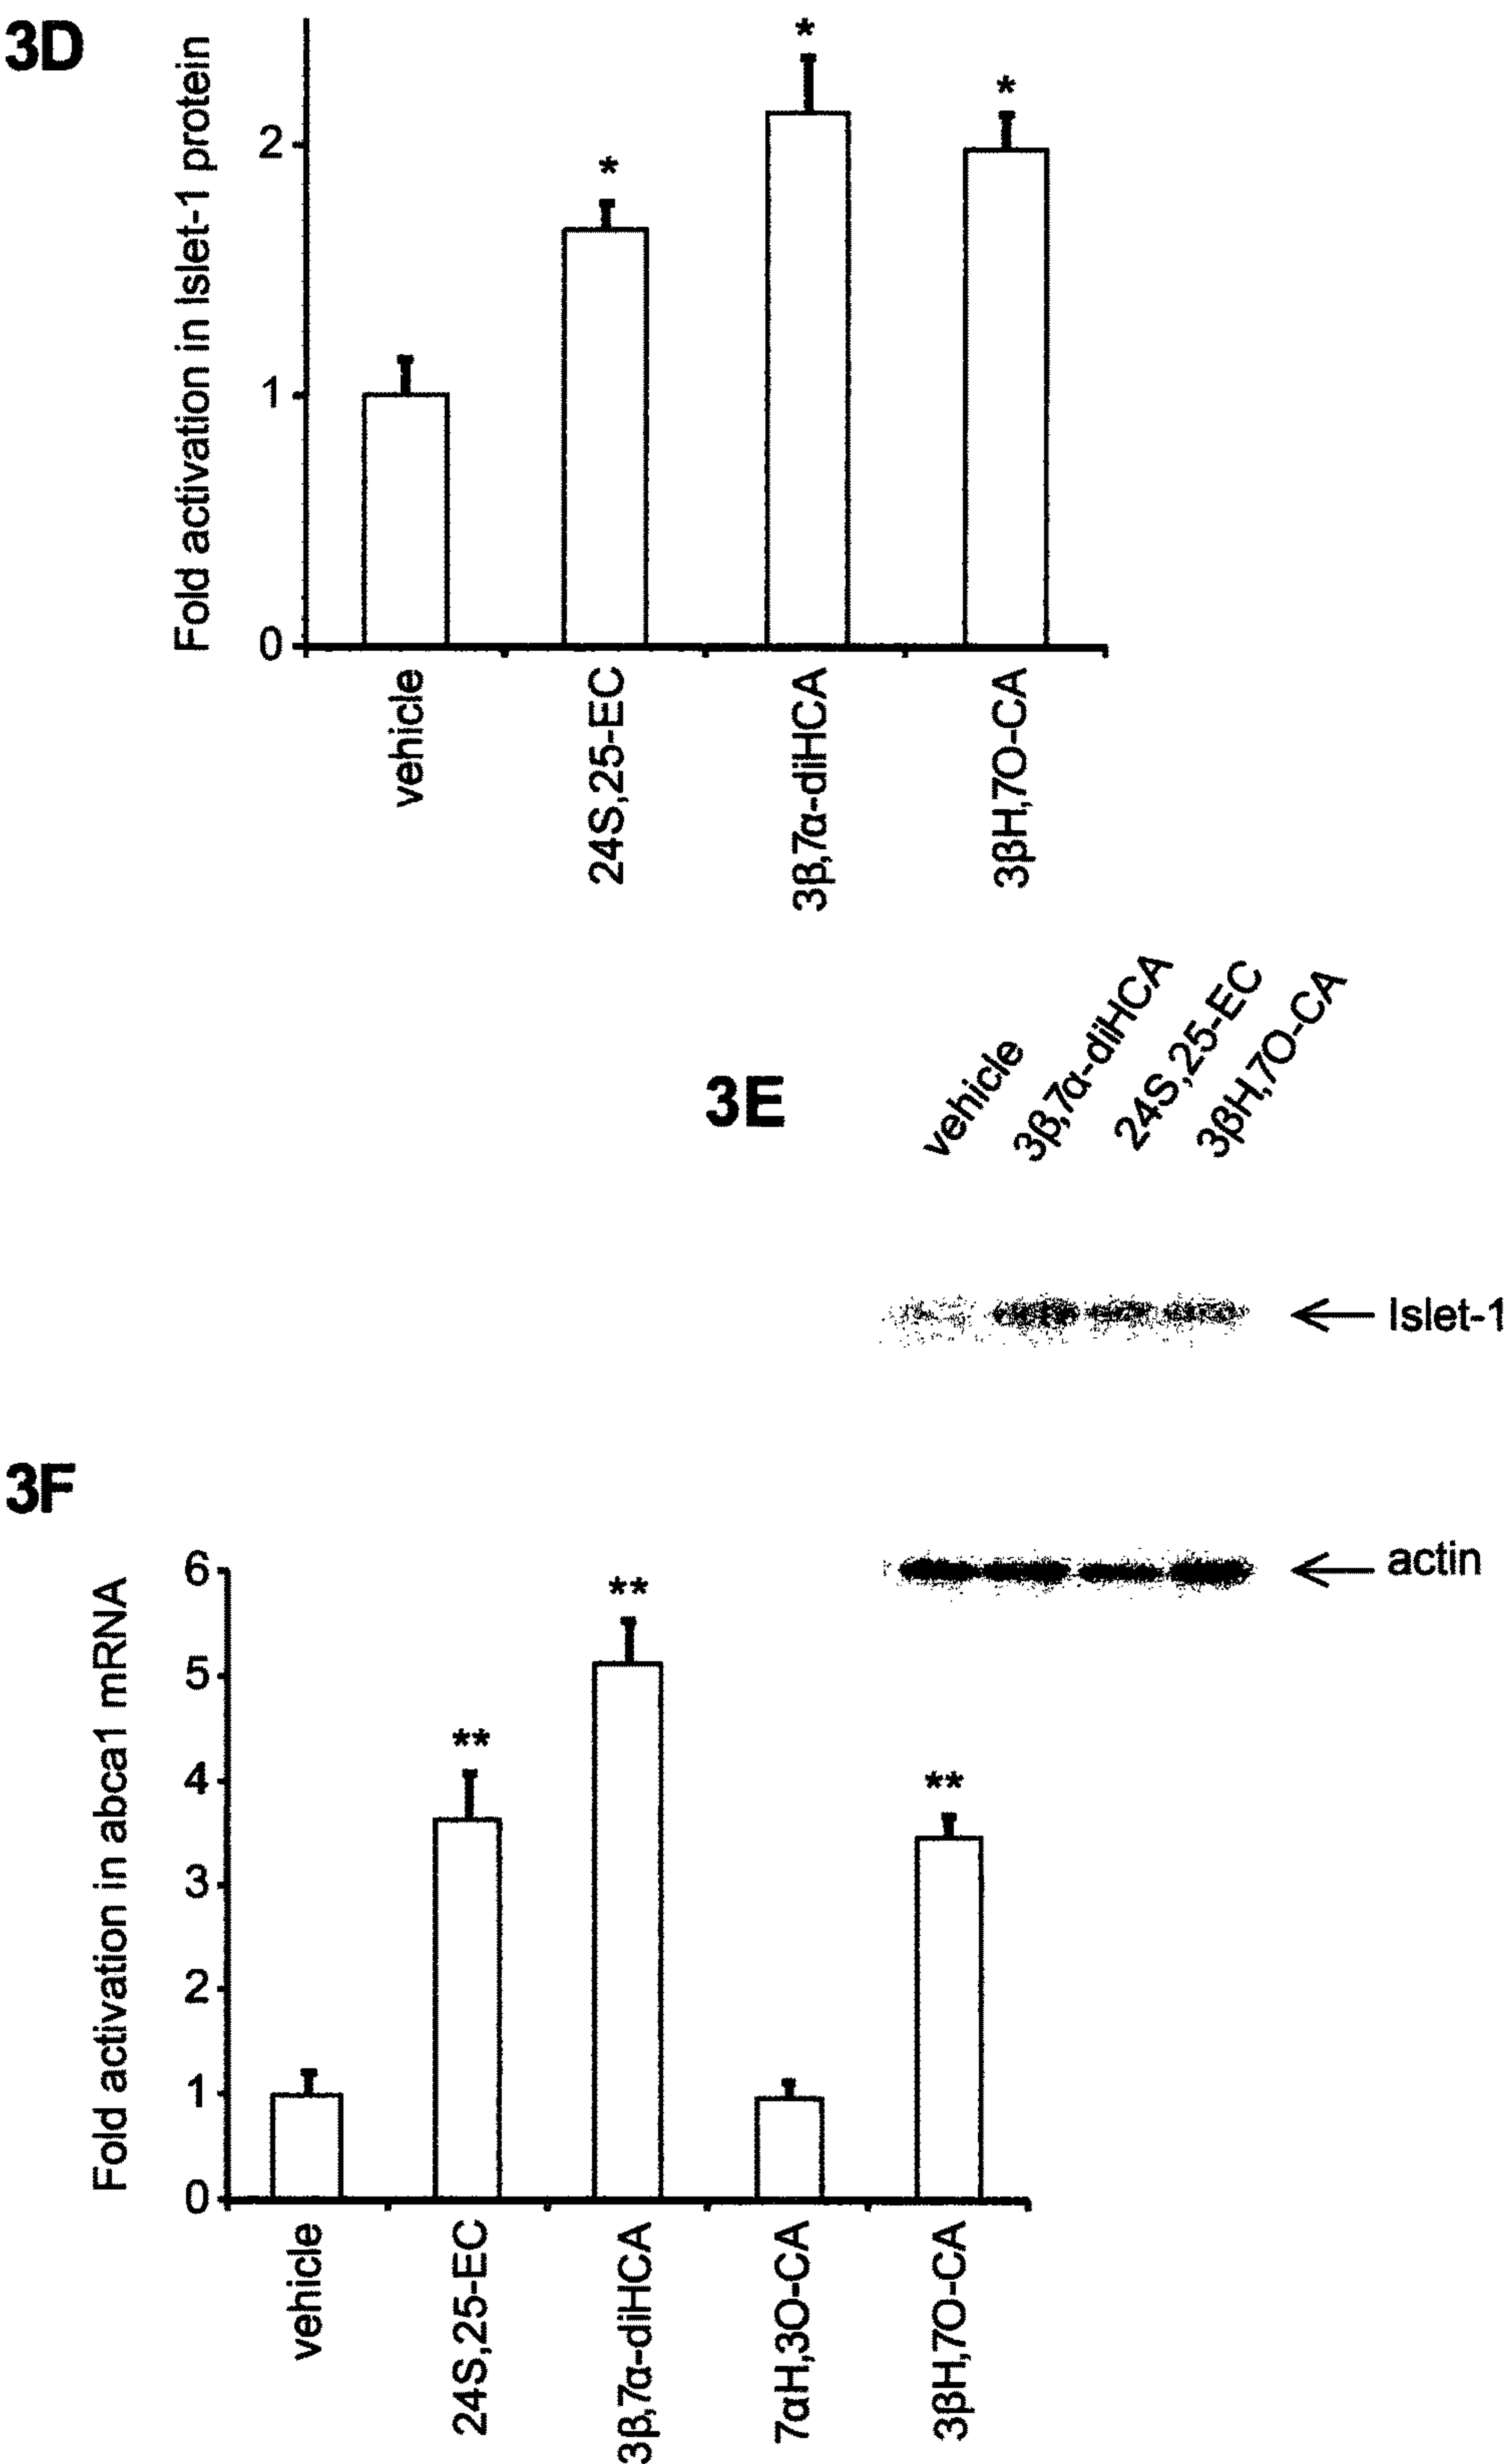 3D
Fold activation in Islet-1 protein
*
*
*
2
1
0
vehicle
24S,25-EC
3β,7α-diHCA
3βH,7O-CA
3E
vehicle
3β,7α-diHCA
24S,25-EC
3βH,7O-CA
Islet-1
actin
3F
Fold activation in abca1 mRNA
6
5
4
3
2
1
0
**
**
**
vehicle
24S,25-EC
3β,7α-diHCA
7αH,3O-CA
3βH,7O-CA